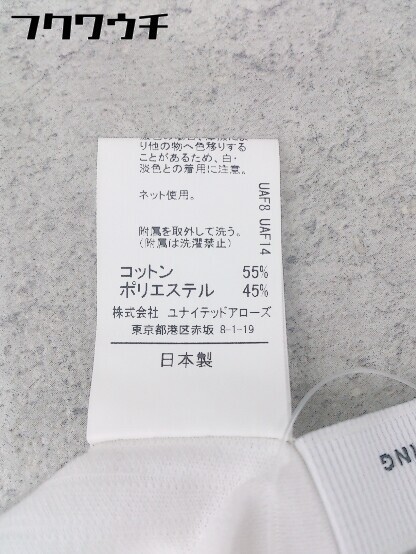 フクワウチ
り他の物へ色移りする
ことがあるため、白・
淡色との着用に注意。
ネット使用。
附属を取外して洗う。
(附属は洗濯禁止)
UAF8 UAF14
コットン 55%
ポリエステル 45%
株式会社 ユナイテッドアローズ
東京都港区赤坂 8-1-19
日本製
ING